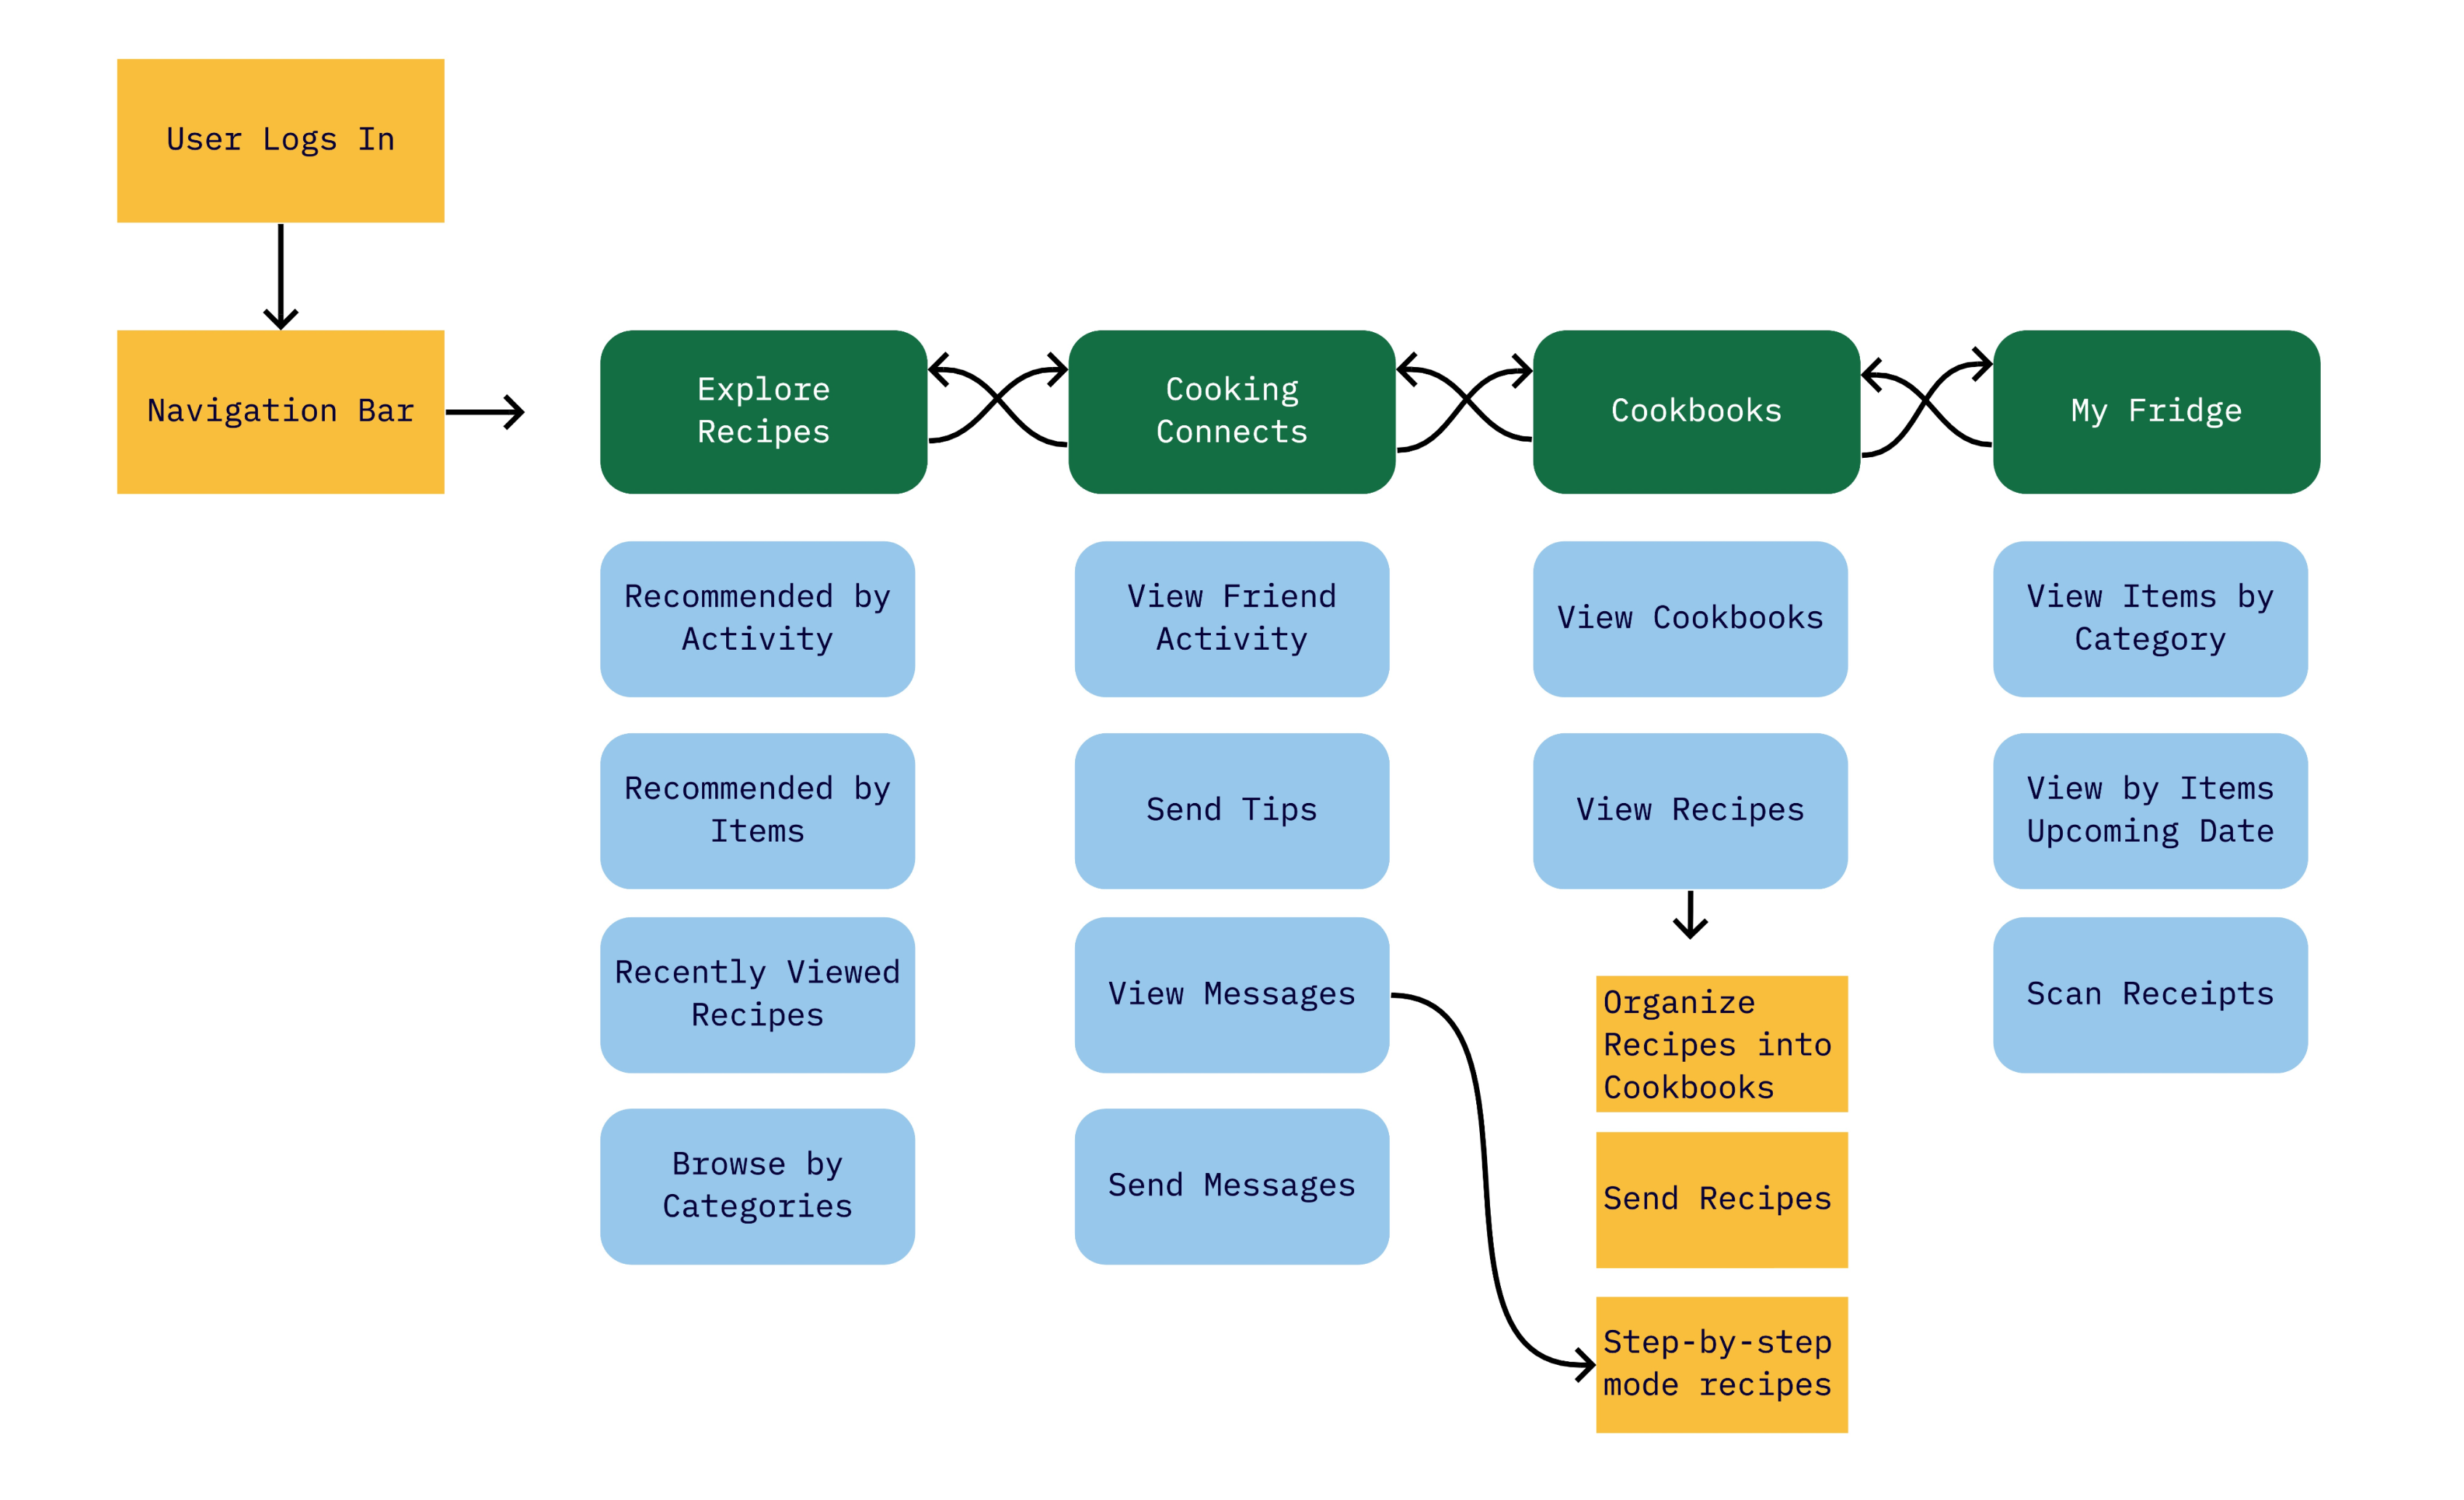 User Logs In
Navigation Bar
Explore
Recipes
Cooking
Connects
Cookbooks
My Fridge
Recommended by
Activity
View Friend
Activity
View Cookbooks
View Items by
Category
Recommended by
Items
Send Tips
View Recipes
View by Items
Upcoming Date
Recently Viewed
Recipes
View Messages
Organize
Recipes into
Cookbooks
Scan Receipts
Browse by
Categories
Send Messages
Send Recipes
Step-by-step
mode recipes